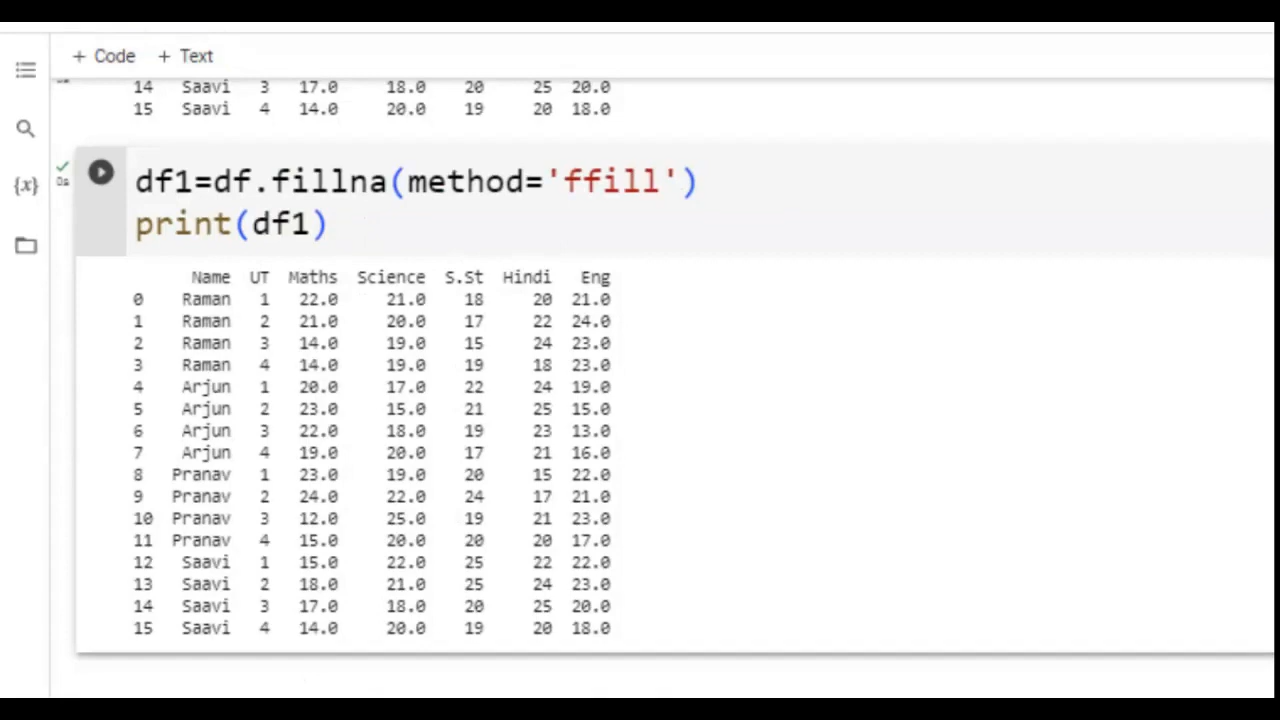 + Code + Text
14 Saavi 3 17.0 18.0 20 25 20.0
15 Saavi 4 14.0 20.0 19 20 18.0
{x}
0s
df1=df.fillna(method='ffill')
print(df1)
Name UT Maths Science S.St Hindi Eng
0 Raman 1 22.0 21.0 18 20 21.0
1 Raman 2 21.0 20.0 17 22 24.0
2 Raman 3 14.0 19.0 15 24 23.0
3 Raman 4 14.0 19.0 19 18 23.0
4 Arjun 1 20.0 17.0 22 24 19.0
5 Arjun 2 23.0 15.0 21 25 15.0
6 Arjun 3 22.0 18.0 19 23 13.0
7 Arjun 4 19.0 20.0 17 21 16.0
8 Pranav 1 23.0 19.0 20 15 22.0
9 Pranav 2 24.0 22.0 24 17 21.0
10 Pranav 3 12.0 25.0 19 21 23.0
11 Pranav 4 15.0 20.0 20 20 17.0
12 Saavi 1 15.0 22.0 25 22 22.0
13 Saavi 2 18.0 21.0 25 24 23.0
14 Saavi 3 17.0 18.0 20 25 20.0
15 Saavi 4 14.0 20.0 19 20 18.0